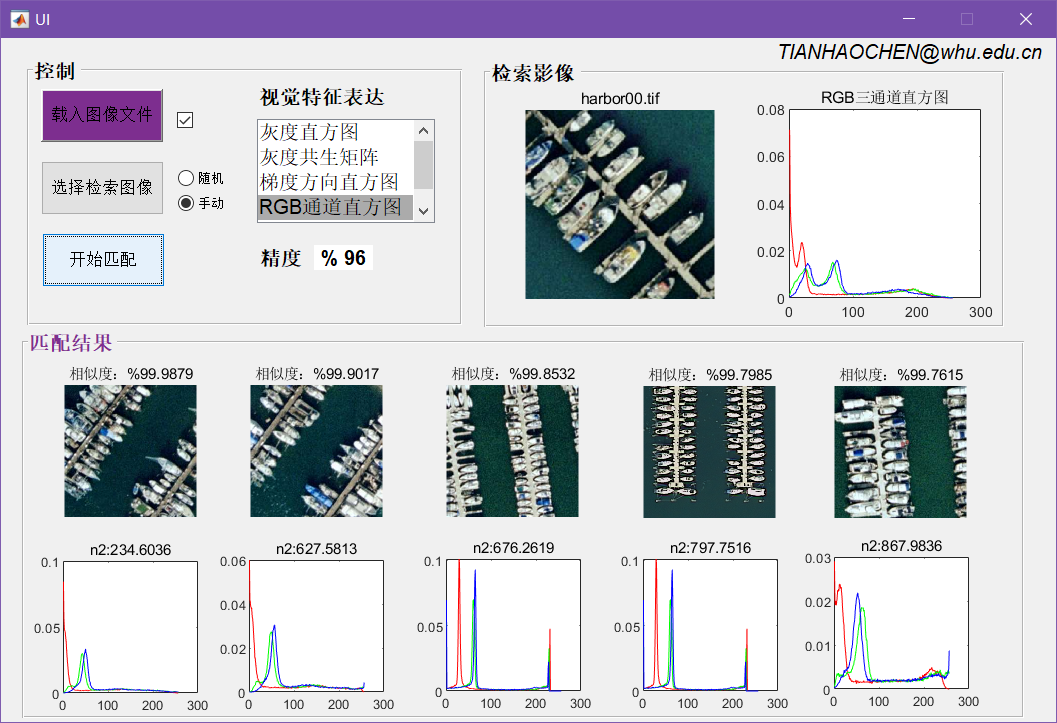 UI
TIANHAOCHEN@whu.edu.cn
控制
载入图像文件
选择检索图像
随机
手动
开始匹配
视觉特征表达
灰度直方图
灰度共生矩阵
梯度方向直方图
RGB通道直方图
精度 % 96
检索影像
harbor00.tif
RGB三通道直方图
0.08
0.06
0.04
0.02
0
0 100 200 300
匹配结果
相似度：%99.9879
相似度：%99.9017
相似度：%99.8532
相似度：%99.7985
相似度：%99.7615
n2:234.6036
0.1
0.05
0
0 100 200 300
n2:627.5813
0.06
0.04
0.02
0
0 100 200 300
n2:676.2619
0.1
0.05
0
0 100 200 300
n2:797.7516
0.1
0.05
0
0 100 200 300
n2:867.9836
0.03
0.02
0.01
0
0 100 200 300